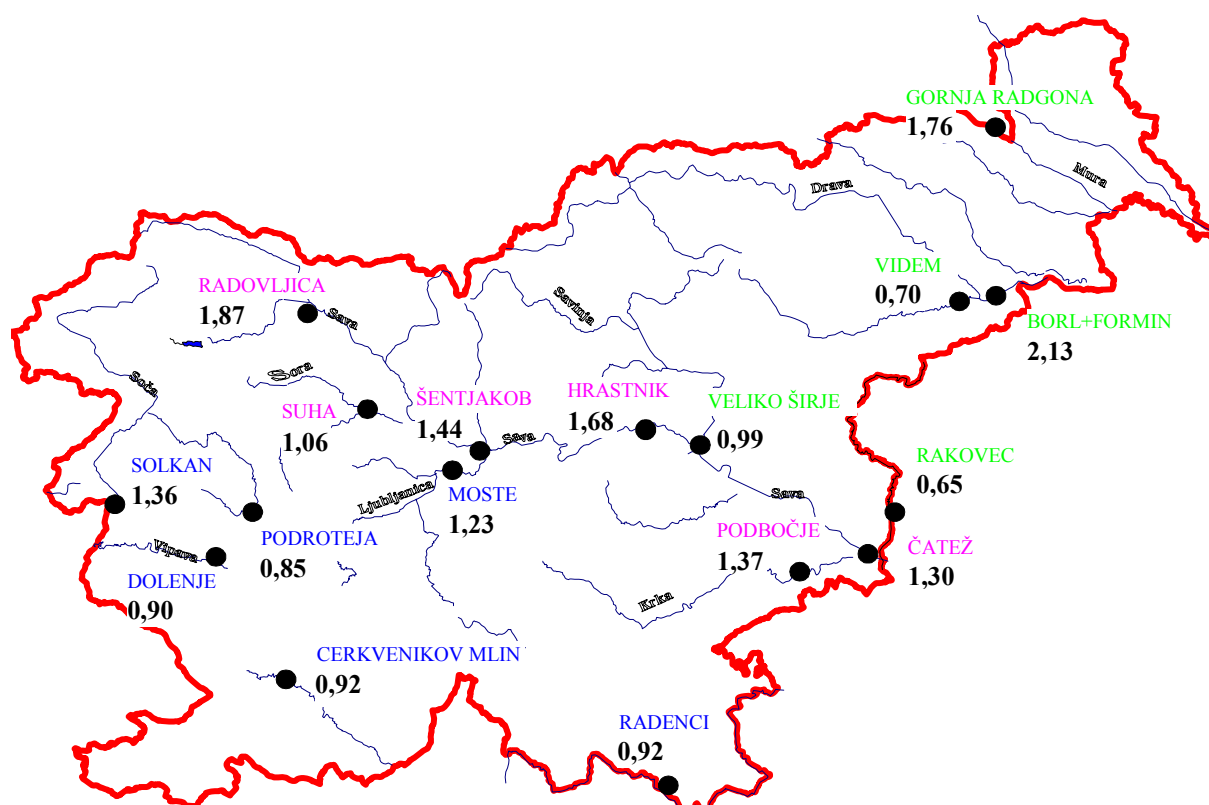 GORNJA RADGONA
1,76
Mura
Drava
VIDEM
0,70
BORL+FORMIN
2,13
RADOVLJICA
1,87
Sava
Savinja
Soča
Sora
SUHA
1,06
ŠENTJAKOB
1,44
Sava
HRASTNIK
1,68
VELIKO ŠIRJE
0,99
RAKOVEC
0,65
SOLKAN
1,36
Ljubljanica
MOSTE
1,23
Sava
PODROTEJA
0,85
Vipava
DOLENJE
0,90
PODBOČJE
1,37
ČATEŽ
1,30
Krka
CERKVENIKOV MLIN
0,92
RADENCI
0,92